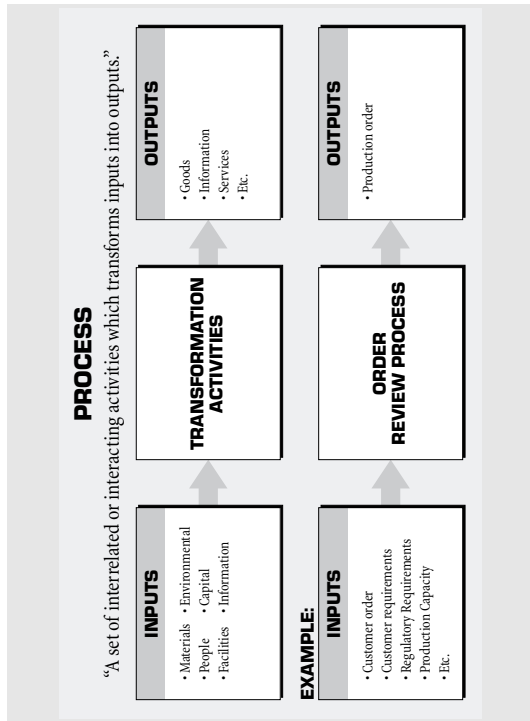 PROCESS
“A set of interrelated or interacting activities which transforms inputs into outputs.”
INPUTS
• Materials • Environmental
• People • Capital
• Facilities • Information
TRANSFORMATION
ACTIVITIES
OUTPUTS
• Goods
• Information
• Services
• Etc.
EXAMPLE:
INPUTS
• Customer order
• Customer requirements
• Regulatory Requirements
• Production Capacity
• Etc.
ORDER
REVIEW PROCESS
OUTPUTS
• Production order